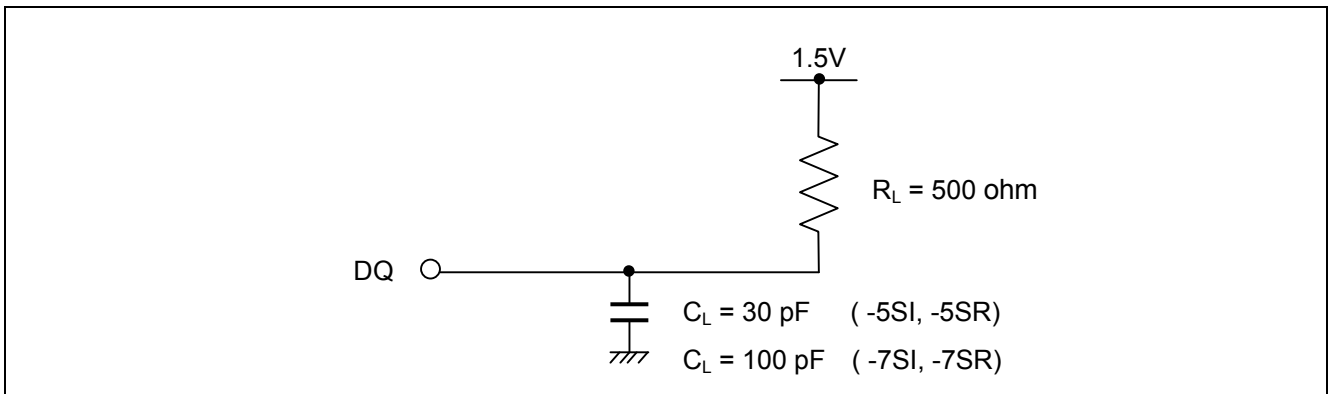 1.5V
R_L = 500 ohm
DQ
C_L = 30 pF ( -5SI, -5SR)
C_L = 100 pF ( -7SI, -7SR)